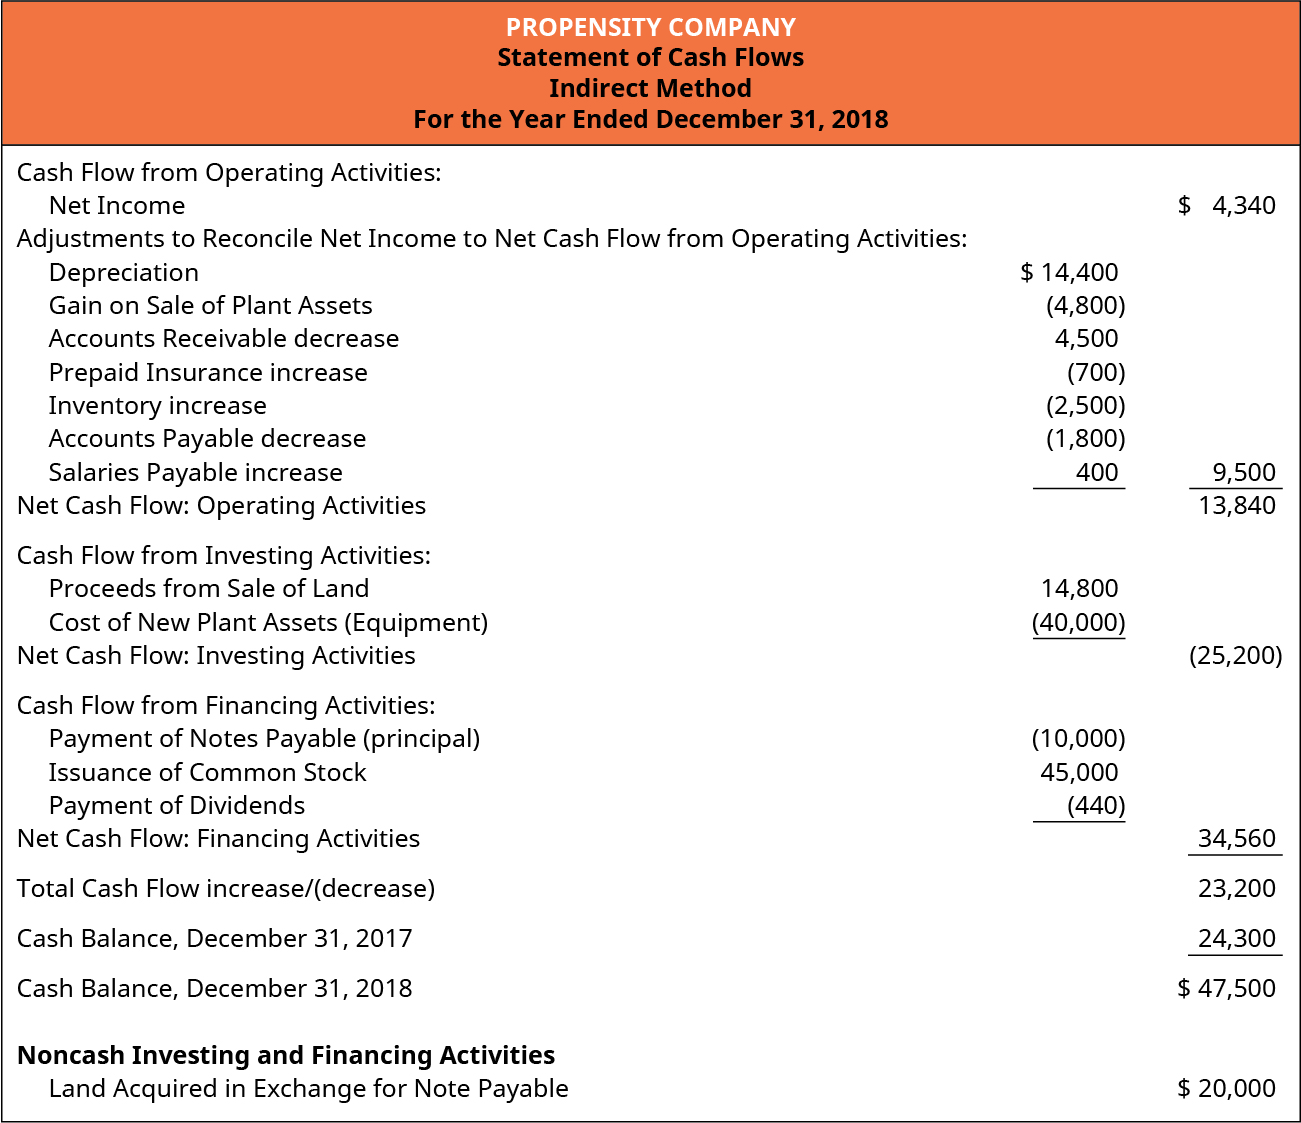 PROPENSITY COMPANY
Statement of Cash Flows
Indirect Method
For the Year Ended December 31, 2018
Cash Flow from Operating Activities:
Net Income $ 4,340
Adjustments to Reconcile Net Income to Net Cash Flow from Operating Activities:
Depreciation $ 14,400
Gain on Sale of Plant Assets (4,800)
Accounts Receivable decrease 4,500
Prepaid Insurance increase (700)
Inventory increase (2,500)
Accounts Payable decrease (1,800)
Salaries Payable increase 400 9,500
Net Cash Flow: Operating Activities 13,840
Cash Flow from Investing Activities:
Proceeds from Sale of Land 14,800
Cost of New Plant Assets (Equipment) (40,000)
Net Cash Flow: Investing Activities (25,200)
Cash Flow from Financing Activities:
Payment of Notes Payable (principal) (10,000)
Issuance of Common Stock 45,000
Payment of Dividends (440)
Net Cash Flow: Financing Activities 34,560
Total Cash Flow increase/(decrease) 23,200
Cash Balance, December 31, 2017 24,300
Cash Balance, December 31, 2018 $ 47,500
Noncash Investing and Financing Activities
Land Acquired in Exchange for Note Payable $ 20,000